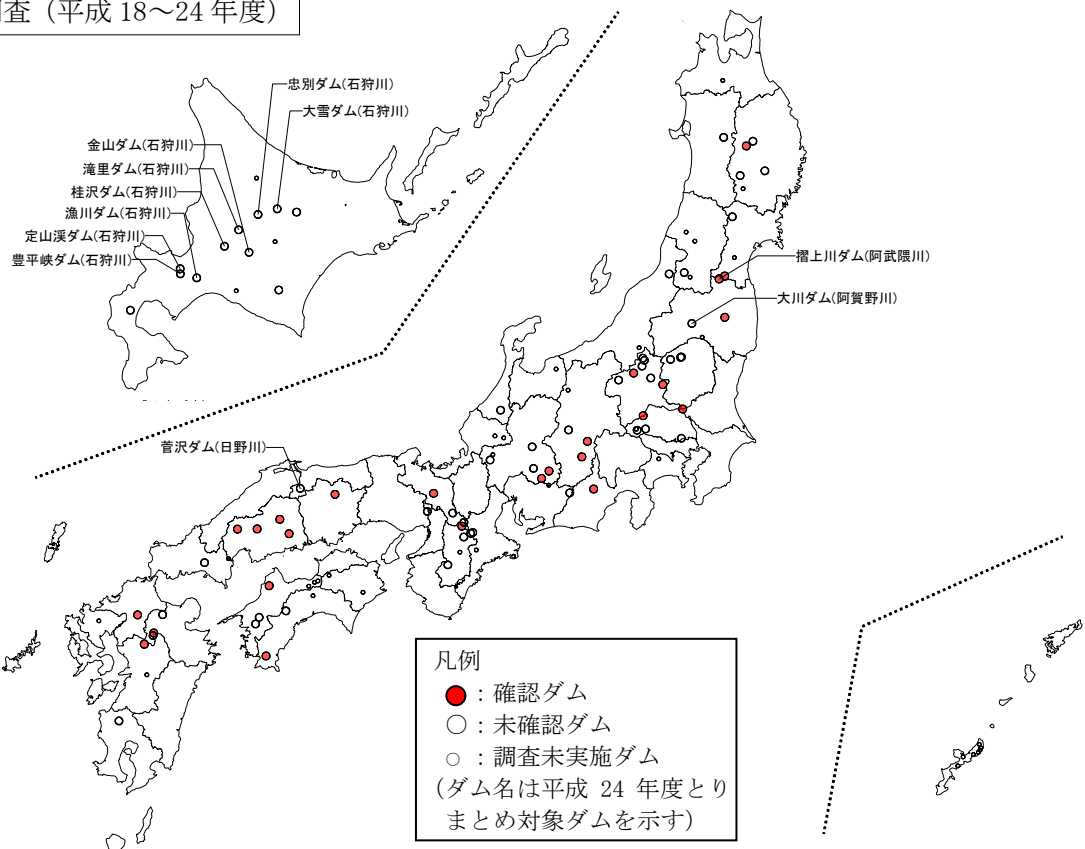 査（平成 18～24 年度）
忠別ダム(石狩川)
大雪ダム(石狩川)
金山ダム(石狩川)
滝里ダム(石狩川)
桂沢ダム(石狩川)
漁川ダム(石狩川)
定山渓ダム(石狩川)
豊平峡ダム(石狩川)
摺上川ダム(阿武隈川)
大川ダム(阿賀野川)
菅沢ダム(日野川)
凡例
：確認ダム
：未確認ダム
：調査未実施ダム
(ダム名は平成 24 年度とり
まとめ対象ダムを示す)